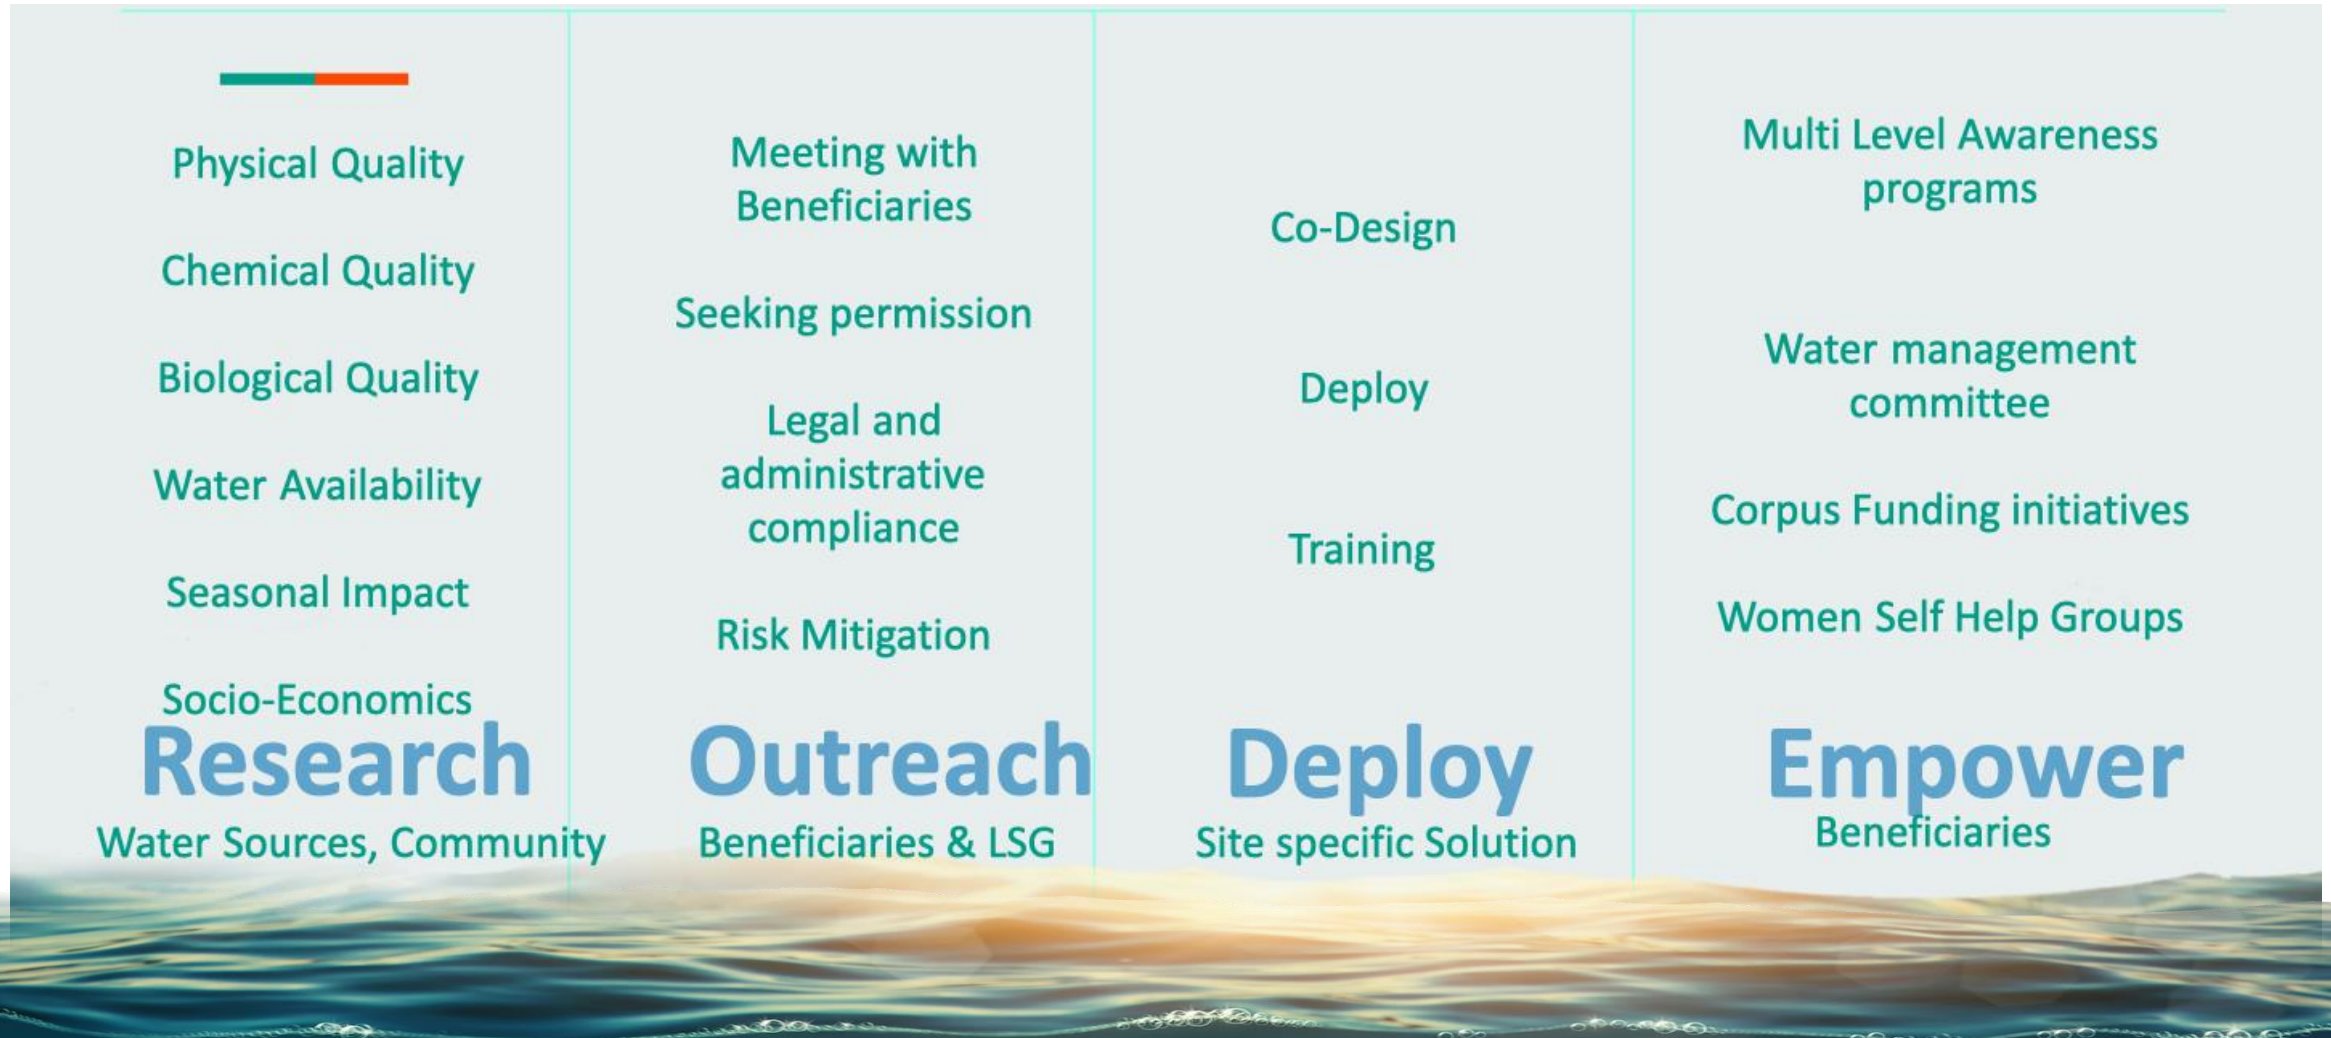 Physical Quality
Chemical Quality
Biological Quality
Water Availability
Seasonal Impact
Socio-Economics
Research
Water Sources, Community
Meeting with
Beneficiaries
Seeking permission
Legal and
administrative
compliance
Risk Mitigation
Outreach
Beneficiaries & LSG
Co-Design
Deploy
Training
Deploy
Site specific Solution
Multi Level Awareness
programs
Water management
committee
Corpus Funding initiatives
Women Self Help Groups
Empower
Beneficiaries